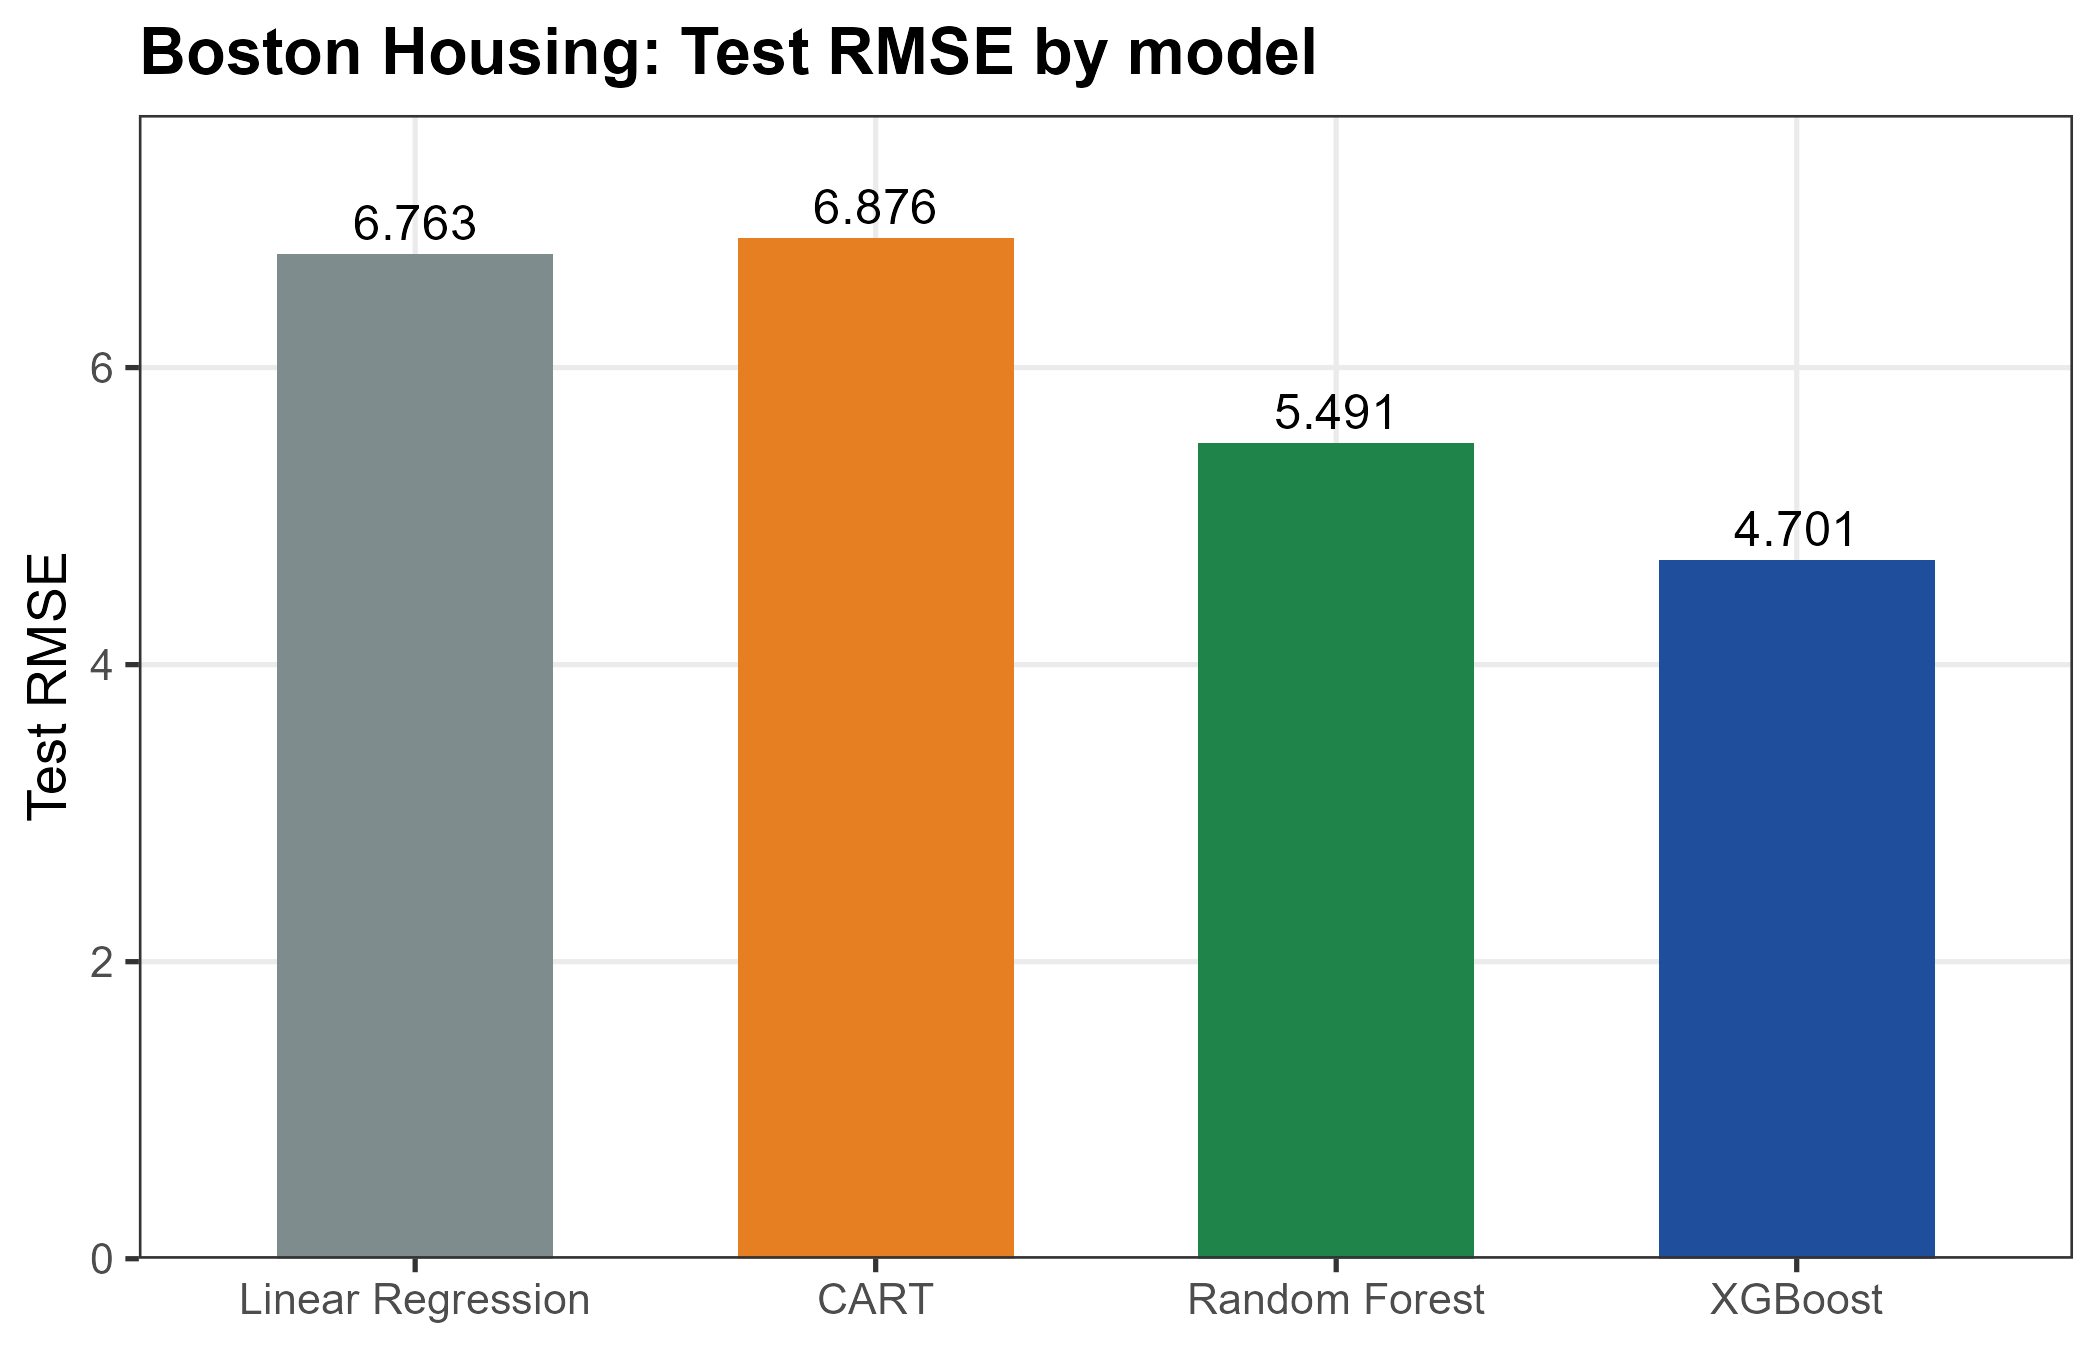 Boston Housing: Test RMSE by model
6.763
6.876
5.491
4.701
Test RMSE
6
4
2
0
Linear Regression
CART
Random Forest
XGBoost